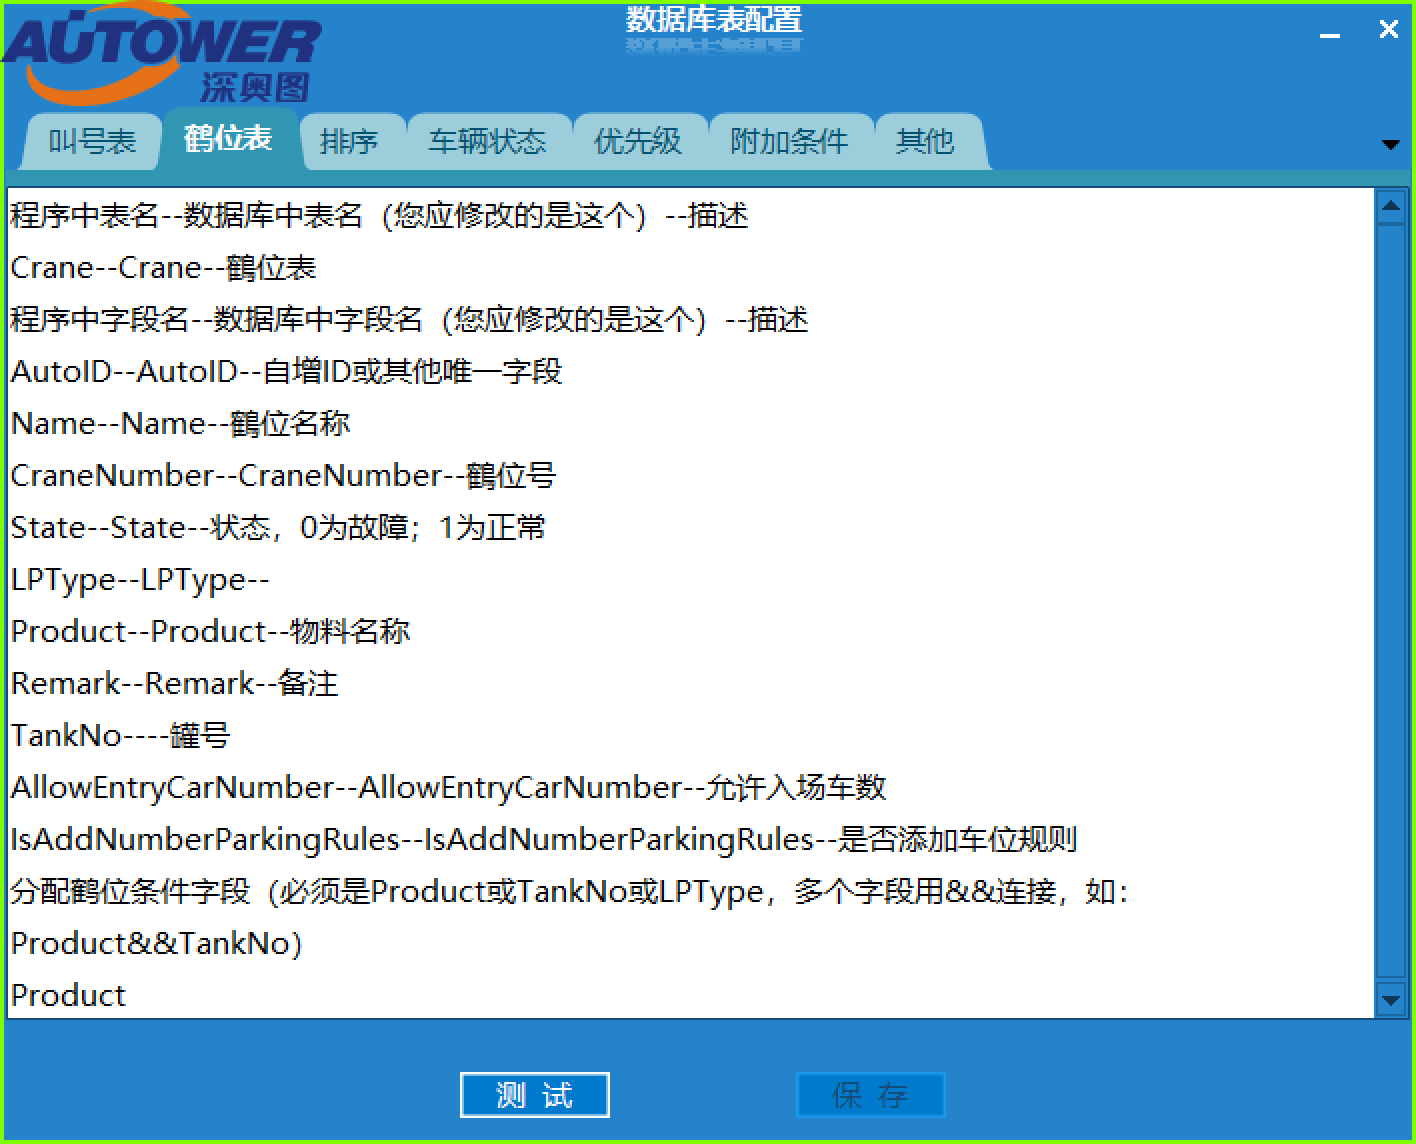 AUTOWER
深奥图
数据库表配置
叫号表 鹤位表 排序 车辆状态 优先级 附加条件 其他
程序中表名--数据库中表名（您应修改的是这个）--描述
Crane--Crane--鹤位表
程序中字段名--数据库中字段名（您应修改的是这个）--描述
AutoID--AutoID--自增ID或其他唯一字段
Name--Name--鹤位名称
CraneNumber--CraneNumber--鹤位号
State--State--状态，0为故障；1为正常
LPType--LPType--
Product--Product--物料名称
Remark--Remark--备注
TankNo----罐号
AllowEntryCarNumber--AllowEntryCarNumber--允许入场车数
IsAddNumberParkingRules--IsAddNumberParkingRules--是否添加车位规则
分配鹤位条件字段（必须是Product或TankNo或LPType，多个字段用&&连接，如：
Product&&TankNo）
Product
测 试 保 存